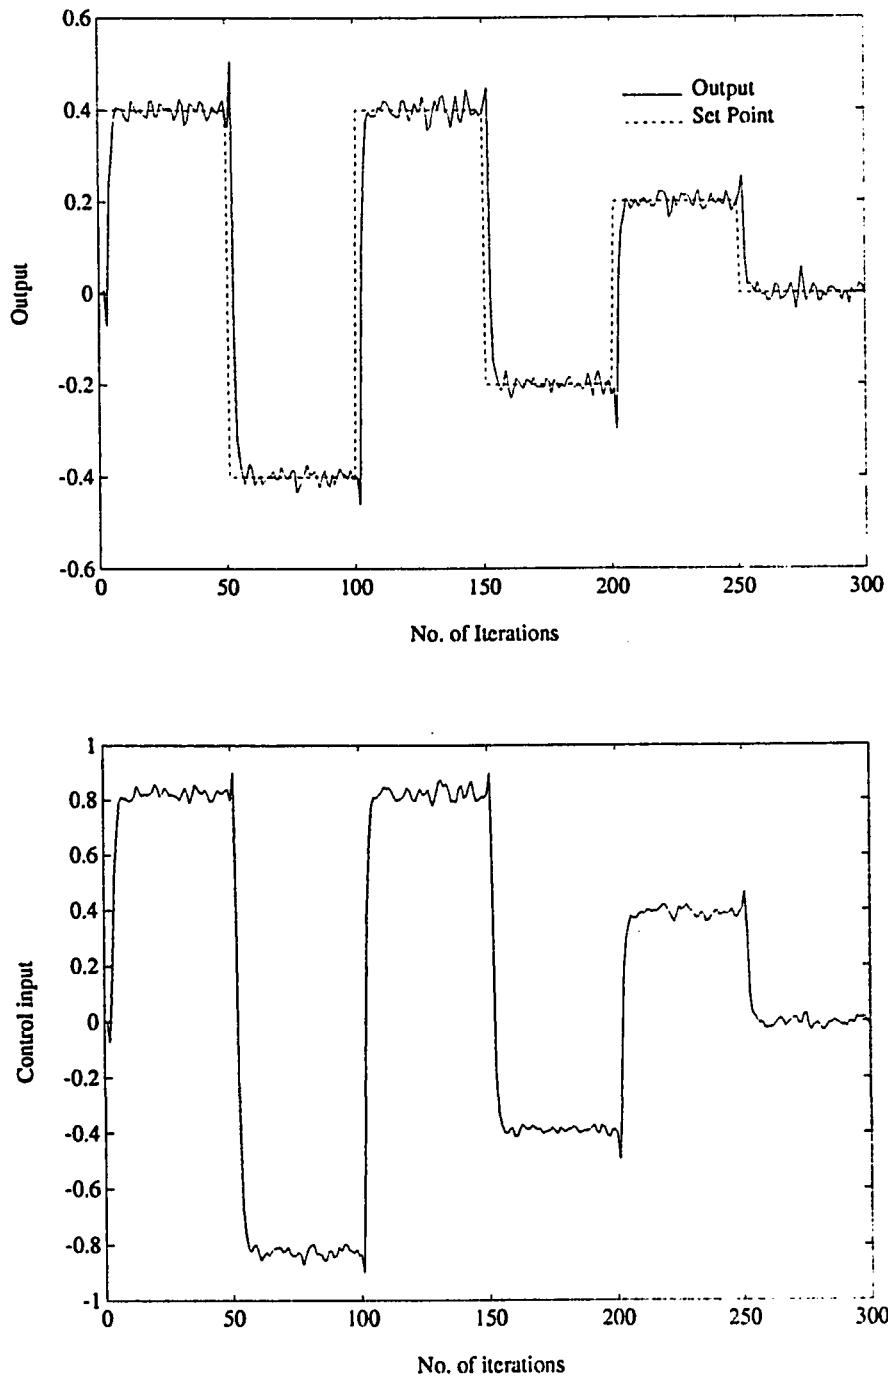 0.6
0.4
0.2
0
-0.2
-0.4
-0.6
Output
Output
Set Point
0 50 100 150 200 250 300
No. of Iterations
1
0.8
0.6
0.4
0.2
0
-0.2
-0.4
-0.6
-0.8
-1
Control input
0 50 100 150 200 250 300
No. of iterations